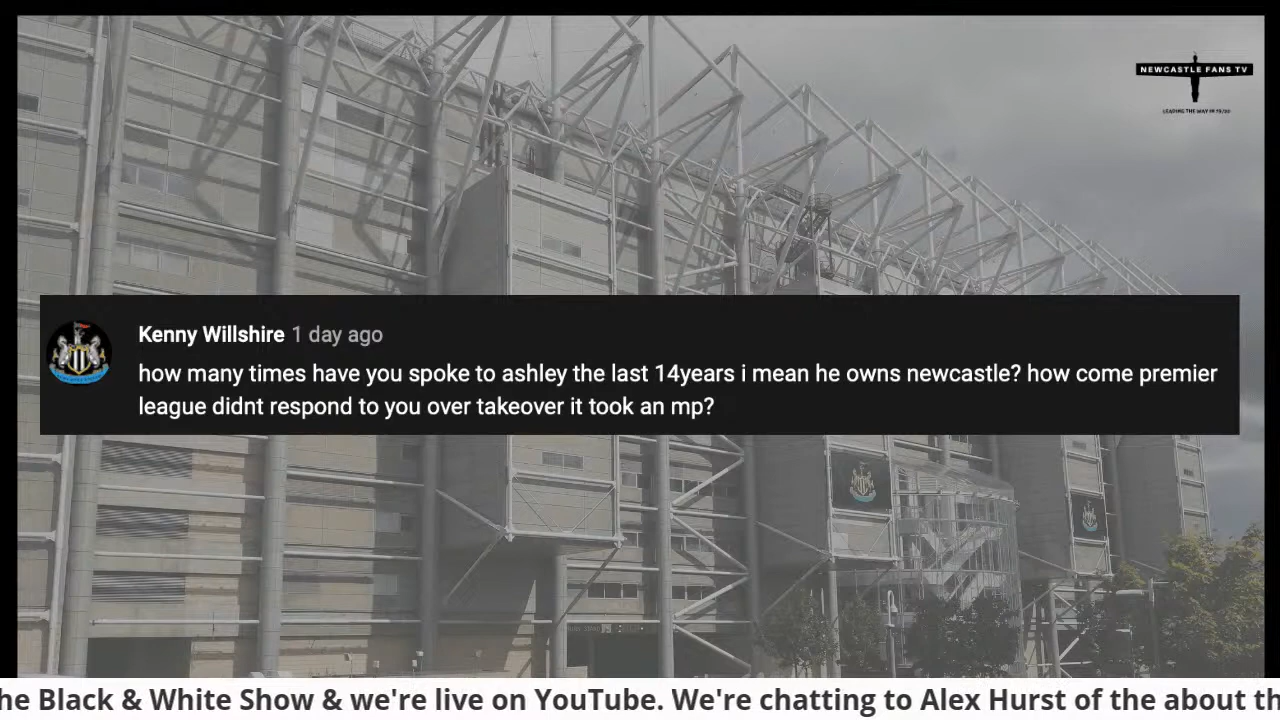 NEWCASTLE FANS TV
Kenny Willshire 1 day ago
how many times have you spoke to ashley the last 14years i mean he owns newcastle? how come premier
league didnt respond to you over takeover it took an mp?
he Black & White Show & we're live on YouTube. We're chatting to Alex Hurst of the about th